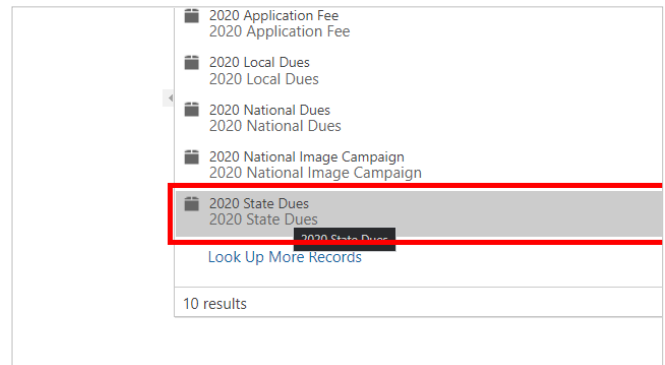 2020 Application Fee
2020 Application Fee
2020 Local Dues
2020 Local Dues
2020 National Dues
2020 National Dues
2020 National Image Campaign
2020 National Image Campaign
2020 State Dues
2020 State Dues
2020 State Dues
Look Up More Records
10 results